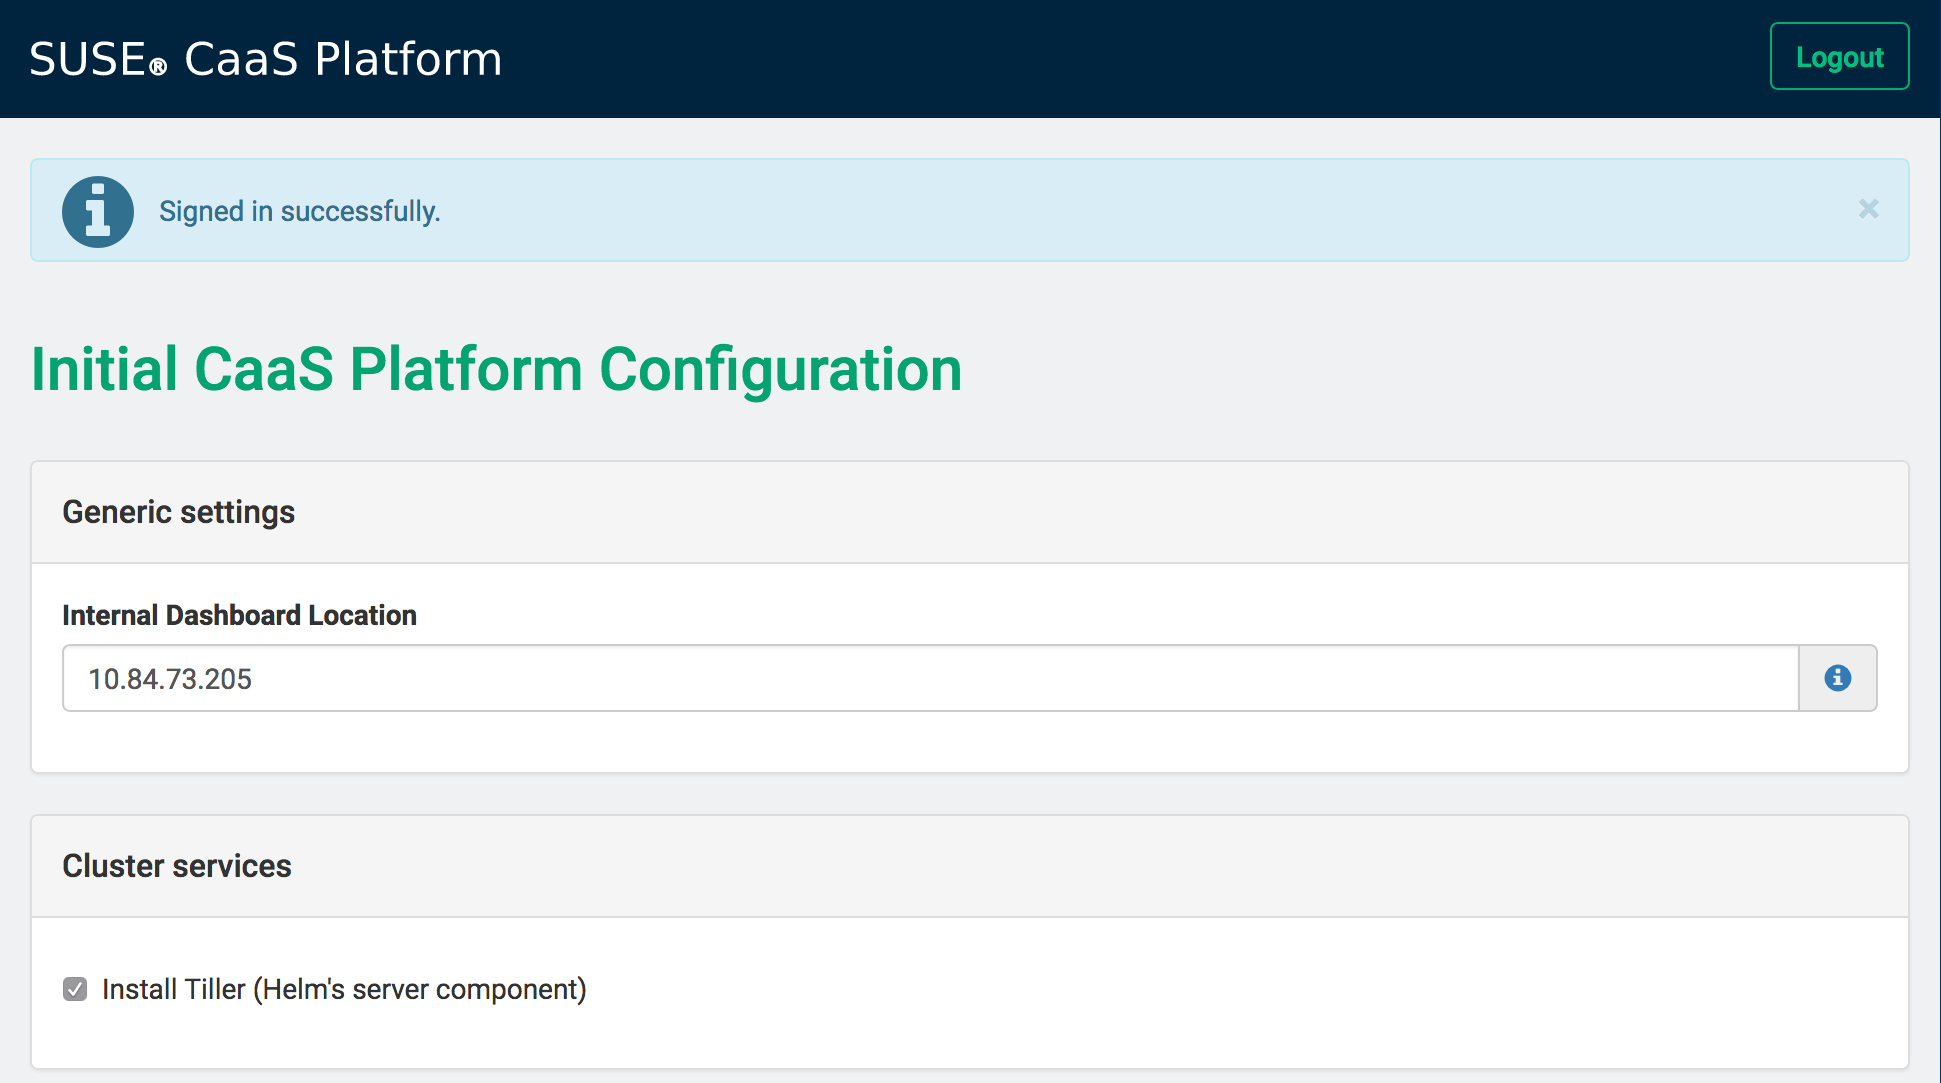 SUSE® CaaS Platform
Logout
Signed in successfully.
Initial CaaS Platform Configuration
Generic settings
Internal Dashboard Location
10.84.73.205
Cluster services
Install Tiller (Helm's server component)